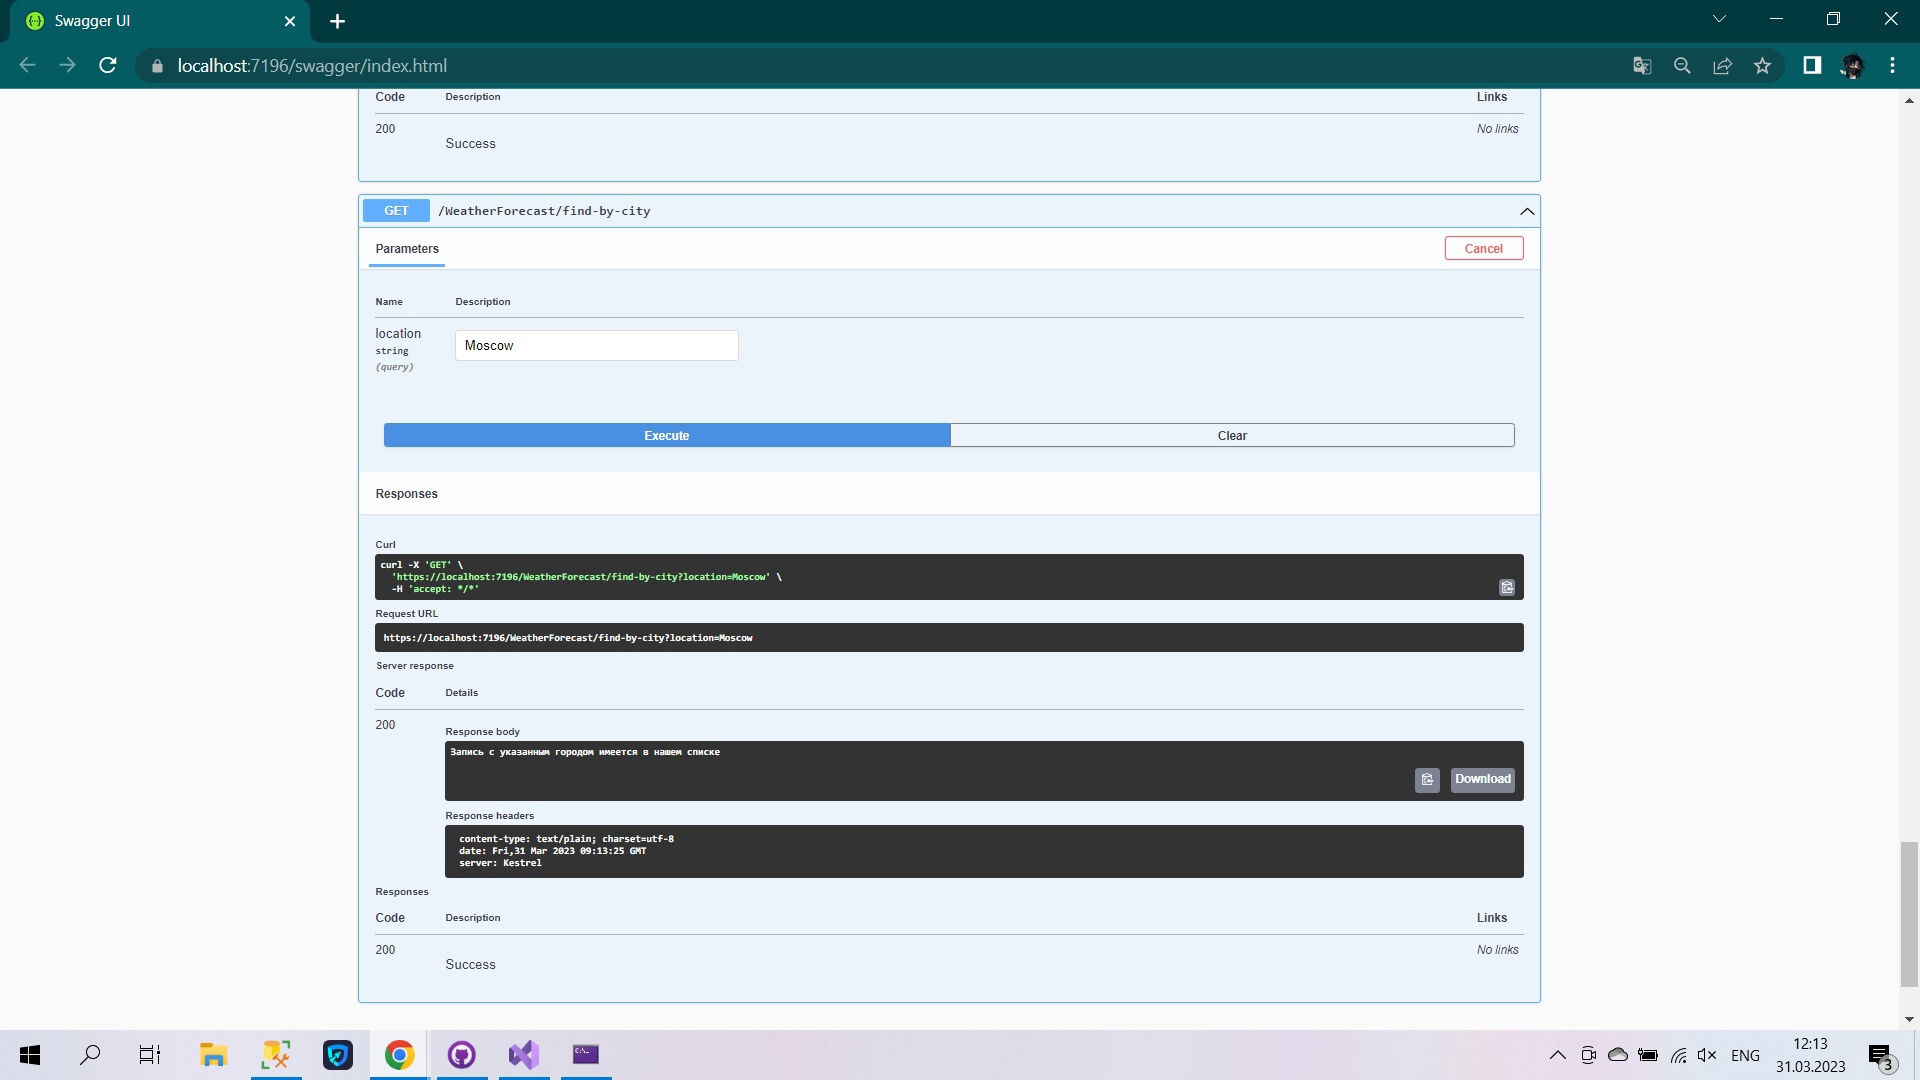 Swagger UI
localhost:7196/swagger/index.html
Code Description Links
200 No links
Success
GET /WeatherForecast/find-by-city
Parameters Cancel
Name Description
location
string
(query)
Moscow
Execute Clear
Responses
Curl
curl -X 'GET' \
'https://localhost:7196/WeatherForecast/find-by-city?location=Moscow' \
-H 'accept: */*'
Request URL
https://localhost:7196/WeatherForecast/find-by-city?location=Moscow
Server response
Code Details
200
Response body
Запись с указанным городом имеется в нашем списке
Download
Response headers
content-type: text/plain; charset=utf-8
date: Fri,31 Mar 2023 09:13:25 GMT
server: Kestrel
Responses
Code Description Links
200 No links
Success
ENG
12:13
31.03.2023
3